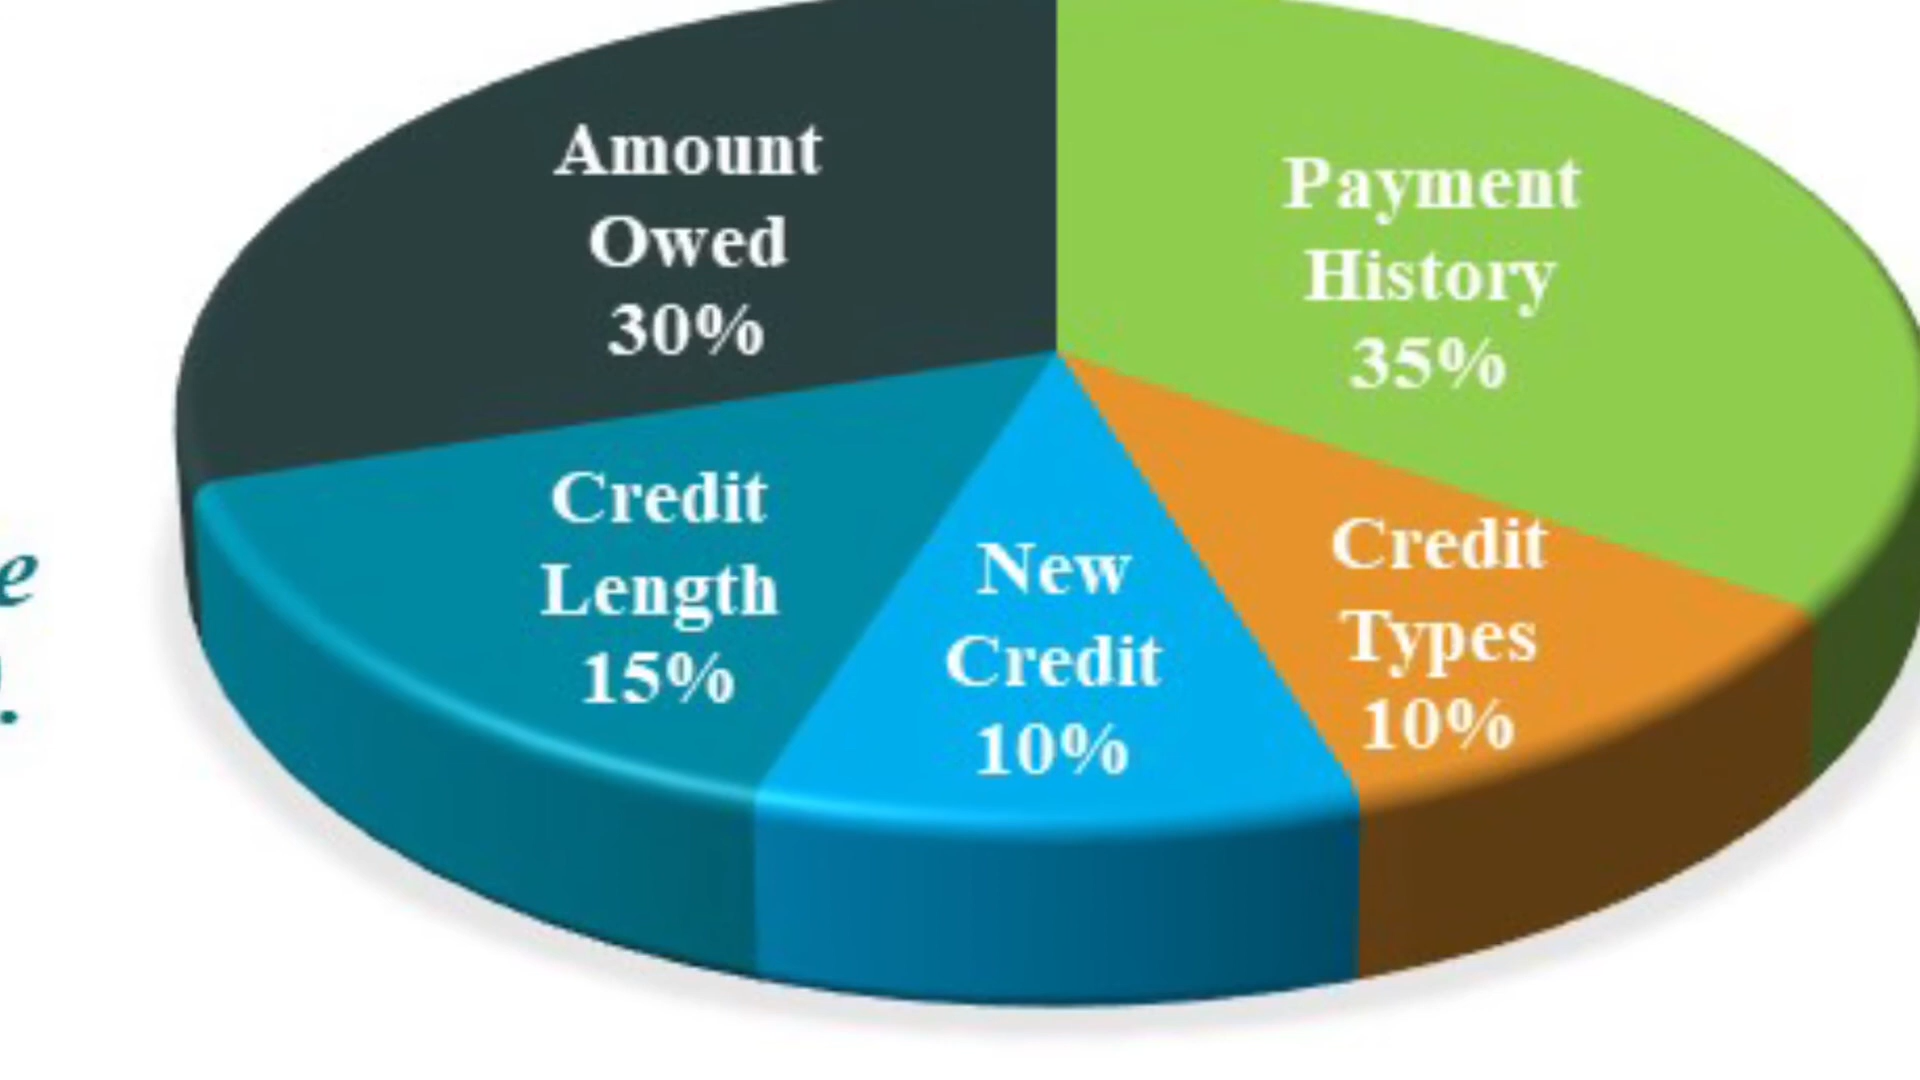 Amount
Owed
30%
Payment
History
35%
Credit
Length
15%
New
Credit
10%
Credit
Types
10%